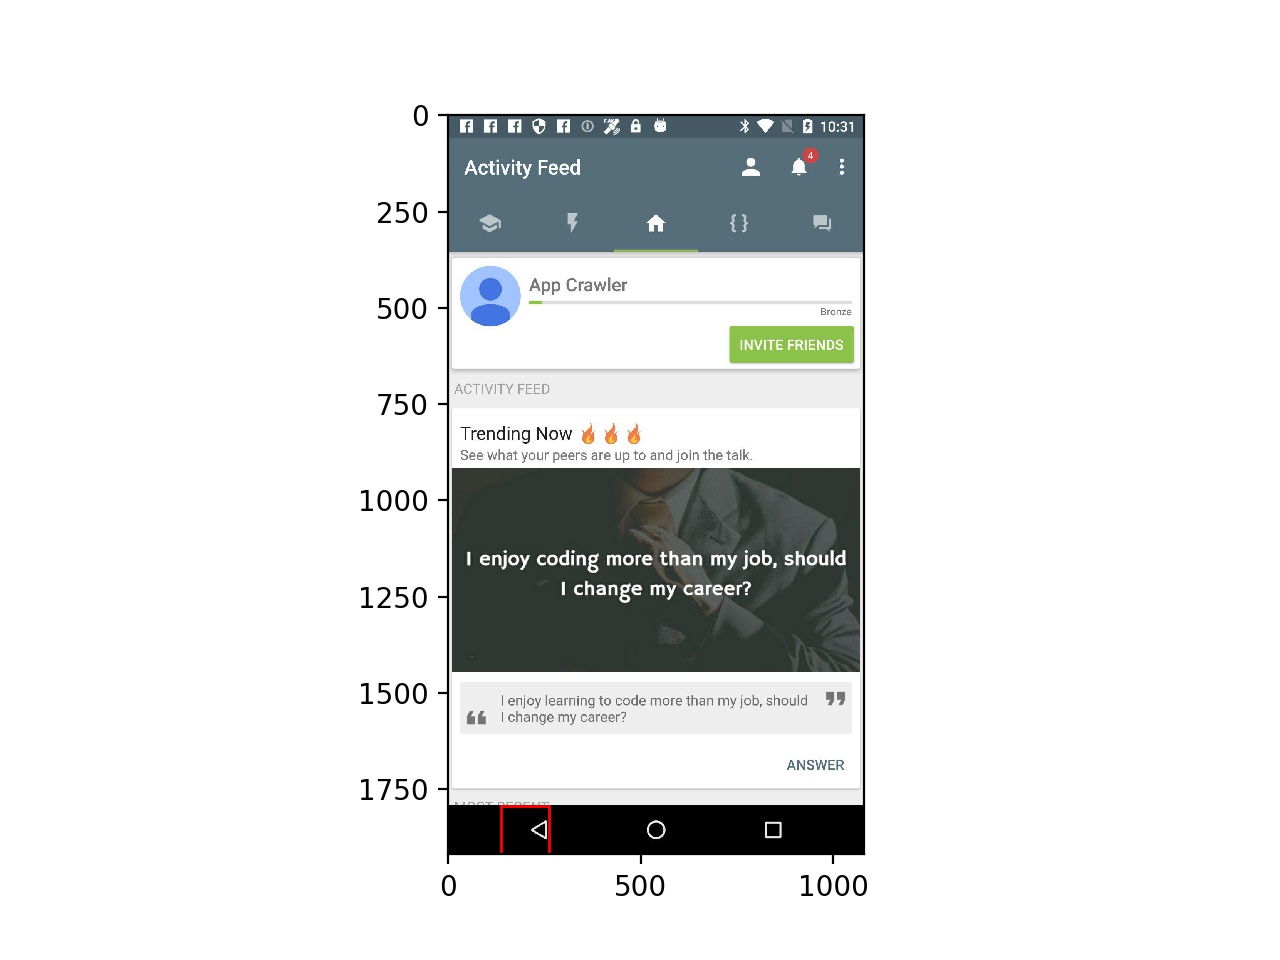 0
250
500
750
1000
1250
1500
1750
10:31
Activity Feed
4
{ }
App Crawler
Bronze
INVITE FRIENDS
ACTIVITY FEED
Trending Now 🔥 🔥 🔥
See what your peers are up to and join the talk.
I enjoy coding more than my job, should
I change my career?
I enjoy learning to code more than my job, should
I change my career?
ANSWER
MOST RECENT
0
500
1000